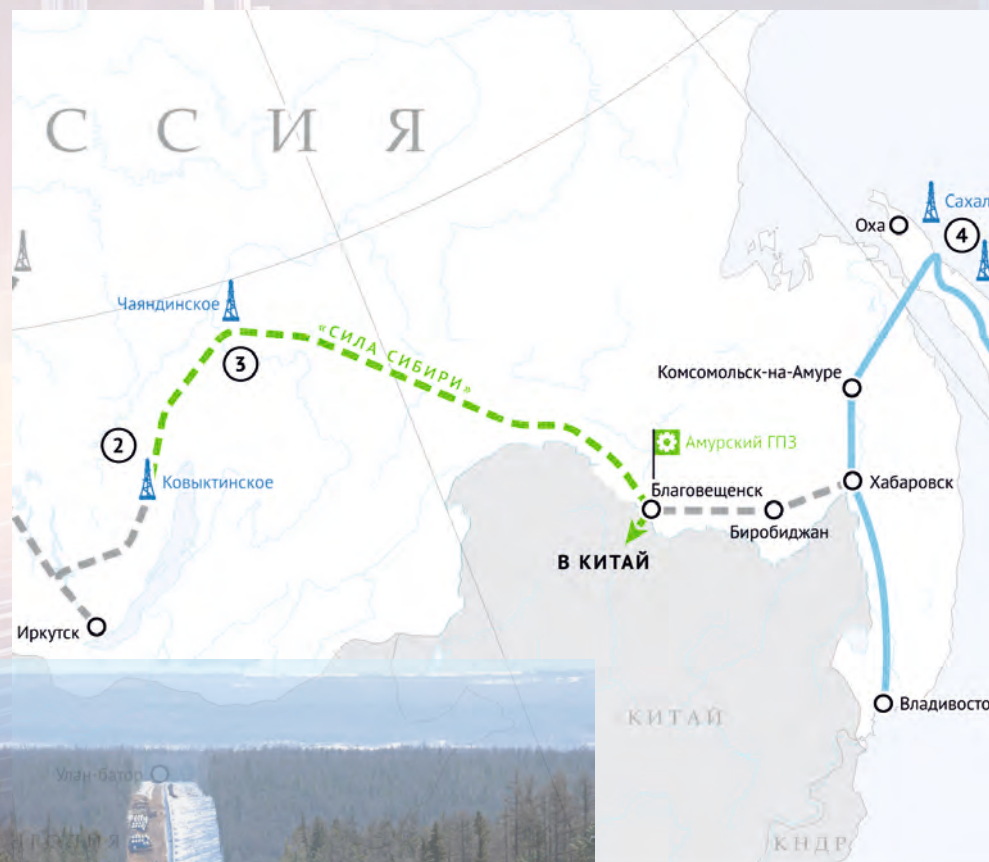 ССИЯ
Сахал
Оха
4
Чаяндинское
«СИЛА СИБИРИ»
3
Комсомольск-на-Амуре
2
Амурский ГПЗ
Ковыктинское
Хабаровск
Благовещенск
Биробиджан
В КИТАЙ
Иркутск
Владивосто
КИТАЙ
Улан-батор
КНДР